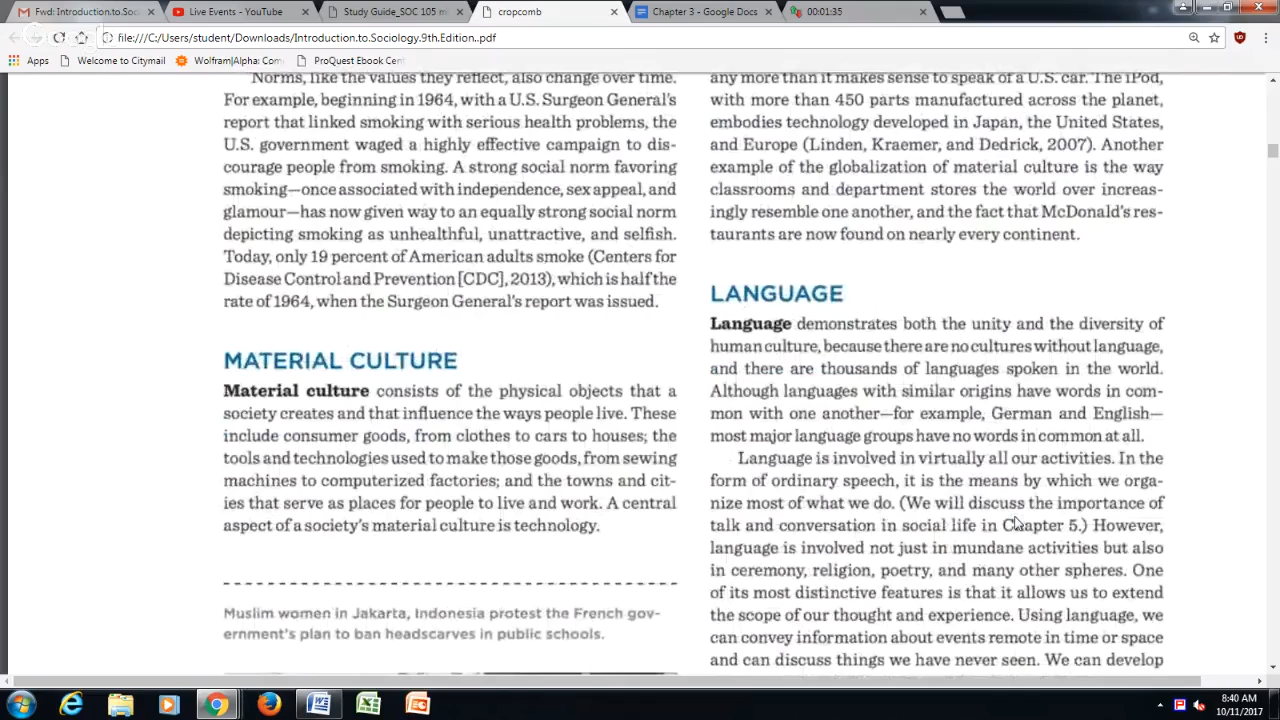 Fwd: Introduction.to.Soci
Live Events - YouTube
Study Guide_SOC 105 mi
cropcomb
Chapter 3 - Google Docs
00:01:35
file:///C:/Users/student/Downloads/Introduction.to.Sociology.9th.Edition..pdf
Apps
Welcome to Citymail
Wolfram|Alpha: Com
ProQuest Ebook Cent
Norms, like the values they reflect, also change over time.
For example, beginning in 1964, with a U.S. Surgeon General's
report that linked smoking with serious health problems, the
U.S. government waged a highly effective campaign to dis-
courage people from smoking. A strong social norm favoring
smoking—once associated with independence, sex appeal, and
glamour—has now given way to an equally strong social norm
depicting smoking as unhealthful, unattractive, and selfish.
Today, only 19 percent of American adults smoke (Centers for
Disease Control and Prevention [CDC], 2013), which is half the
rate of 1964, when the Surgeon General's report was issued.
MATERIAL CULTURE
Material culture consists of the physical objects that a
society creates and that influence the ways people live. These
include consumer goods, from clothes to cars to houses; the
tools and technologies used to make those goods, from sewing
machines to computerized factories; and the towns and cit-
ies that serve as places for people to live and work. A central
aspect of a society's material culture is technology.
Muslim women in Jakarta, Indonesia protest the French gov-
ernment's plan to ban headscarves in public schools.
any more than it makes sense to speak of a U.S. car. The iPod,
with more than 450 parts manufactured across the planet,
embodies technology developed in Japan, the United States,
and Europe (Linden, Kraemer, and Dedrick, 2007). Another
example of the globalization of material culture is the way
classrooms and department stores the world over increas-
ingly resemble one another, and the fact that McDonald's res-
taurants are now found on nearly every continent.
LANGUAGE
Language demonstrates both the unity and the diversity of
human culture, because there are no cultures without language,
and there are thousands of languages spoken in the world.
Although languages with similar origins have words in com-
mon with one another—for example, German and English—
most major language groups have no words in common at all.
Language is involved in virtually all our activities. In the
form of ordinary speech, it is the means by which we orga-
nize most of what we do. (We will discuss the importance of
talk and conversation in social life in Chapter 5.) However,
language is involved not just in mundane activities but also
in ceremony, religion, poetry, and many other spheres. One
of its most distinctive features is that it allows us to extend
the scope of our thought and experience. Using language, we
can convey information about events remote in time or space
and can discuss things we have never seen. We can develop
8:40 AM
10/11/2017